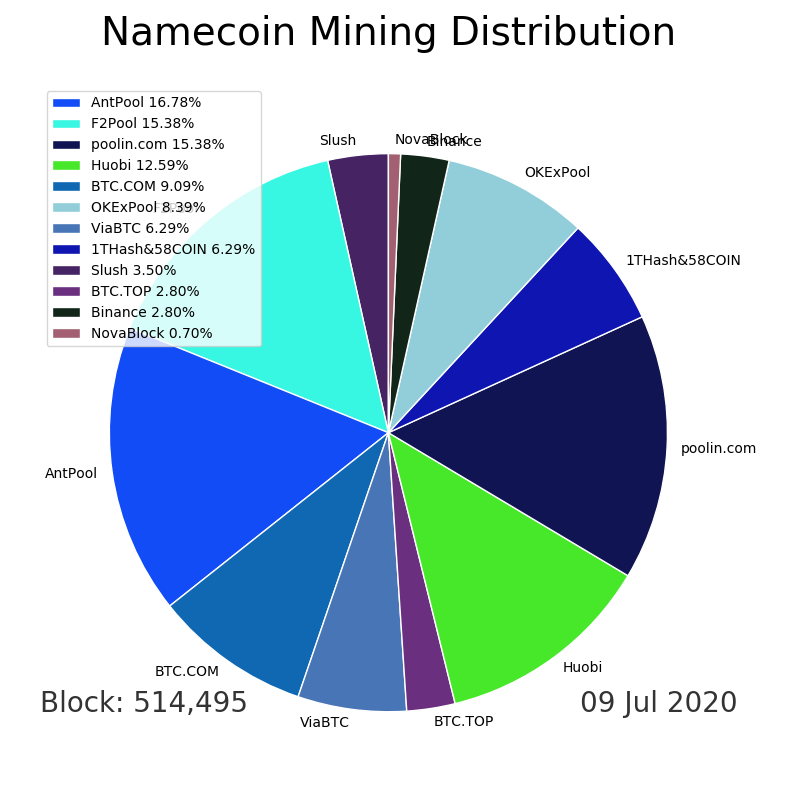 Namecoin Mining Distribution
AntPool 16.78%
F2Pool 15.38%
poolin.com 15.38%
Huobi 12.59%
BTC.COM 9.09%
OKExPool 8.39%
ViaBTC 6.29%
1THash&58COIN 6.29%
Slush 3.50%
BTC.TOP 2.80%
Binance 2.80%
NovaBlock 0.70%
Slush
NovaBlock
Binance
OKExPool
F2Pool
1THash&58COIN
poolin.com
AntPool
Huobi
BTC.COM
ViaBTC
BTC.TOP
Block: 514,495
09 Jul 2020